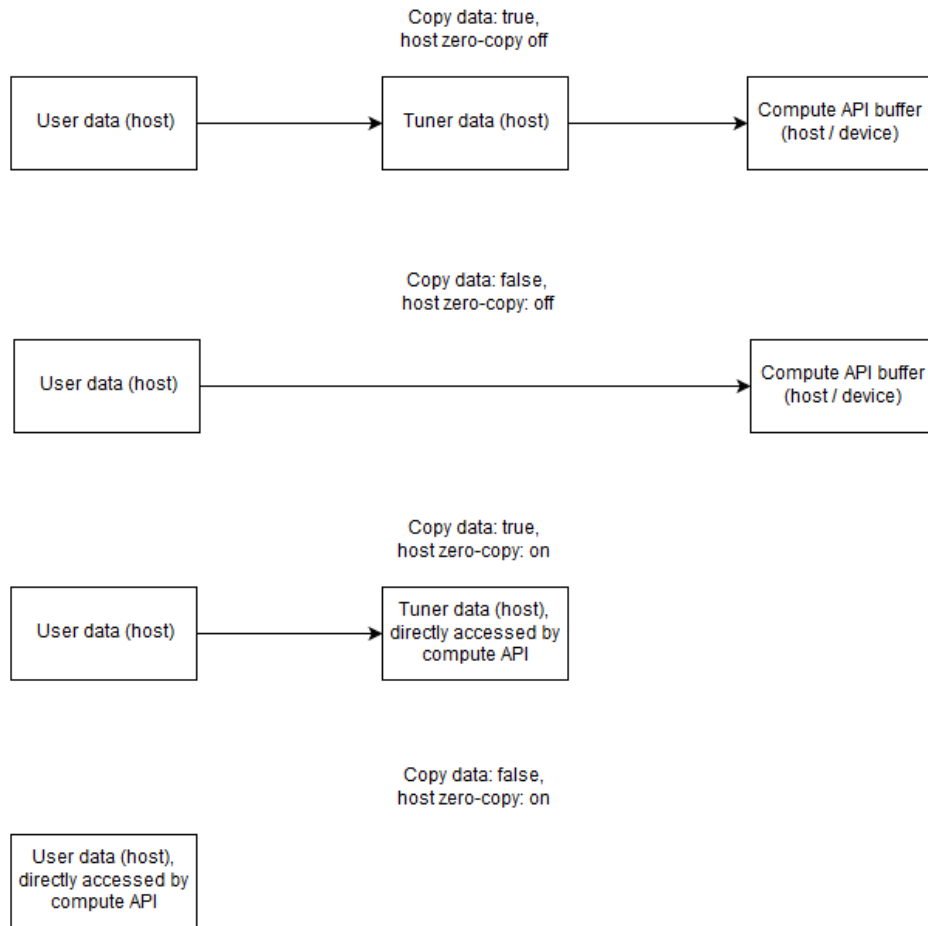 Copy data: true,
host zero-copy off
User data (host)
Tuner data (host)
Compute API buffer
(host / device)
Copy data: false,
host zero-copy: off
User data (host)
Compute API buffer
(host / device)
Copy data: true,
host zero-copy: on
User data (host)
Tuner data (host),
directly accessed by
compute API
Copy data: false,
host zero-copy: on
User data (host),
directly accessed by
compute API